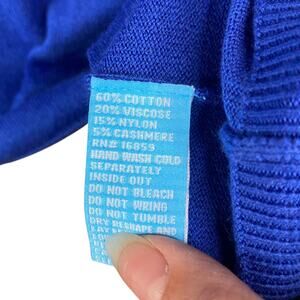 60% COTTON
20% VISCOSE
15% NYLON
5% CASHMERE
RN# 16859
HAND WASH COLD
SEPARATELY
INSIDE OUT
DO NOT BLEACH
DO NOT WRING
DO NOT TUMBLE
DRY RESHAPE AND
LAY